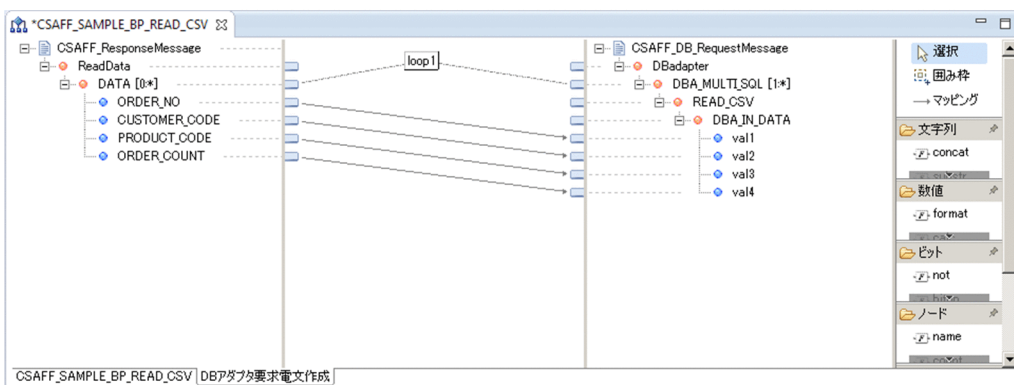 *CSAFF_SAMPLE_BP_READ_CSV
CSAFF_ResponseMessage
ReadData
DATA [0:*]
ORDER_NO
CUSTOMER_CODE
PRODUCT_CODE
ORDER_COUNT
loop1
CSAFF_DB_RequestMessage
DBadapter
DBA_MULTI_SQL [1:*]
READ_CSV
DBA_IN_DATA
val1
val2
val3
val4
選択
囲み枠
マッピング
文字列
-F- concat
数値
-F- format
ビット
-F- not
ノード
-F- name
CSAFF_SAMPLE_BP_READ_CSV DBアダプタ要求電文作成